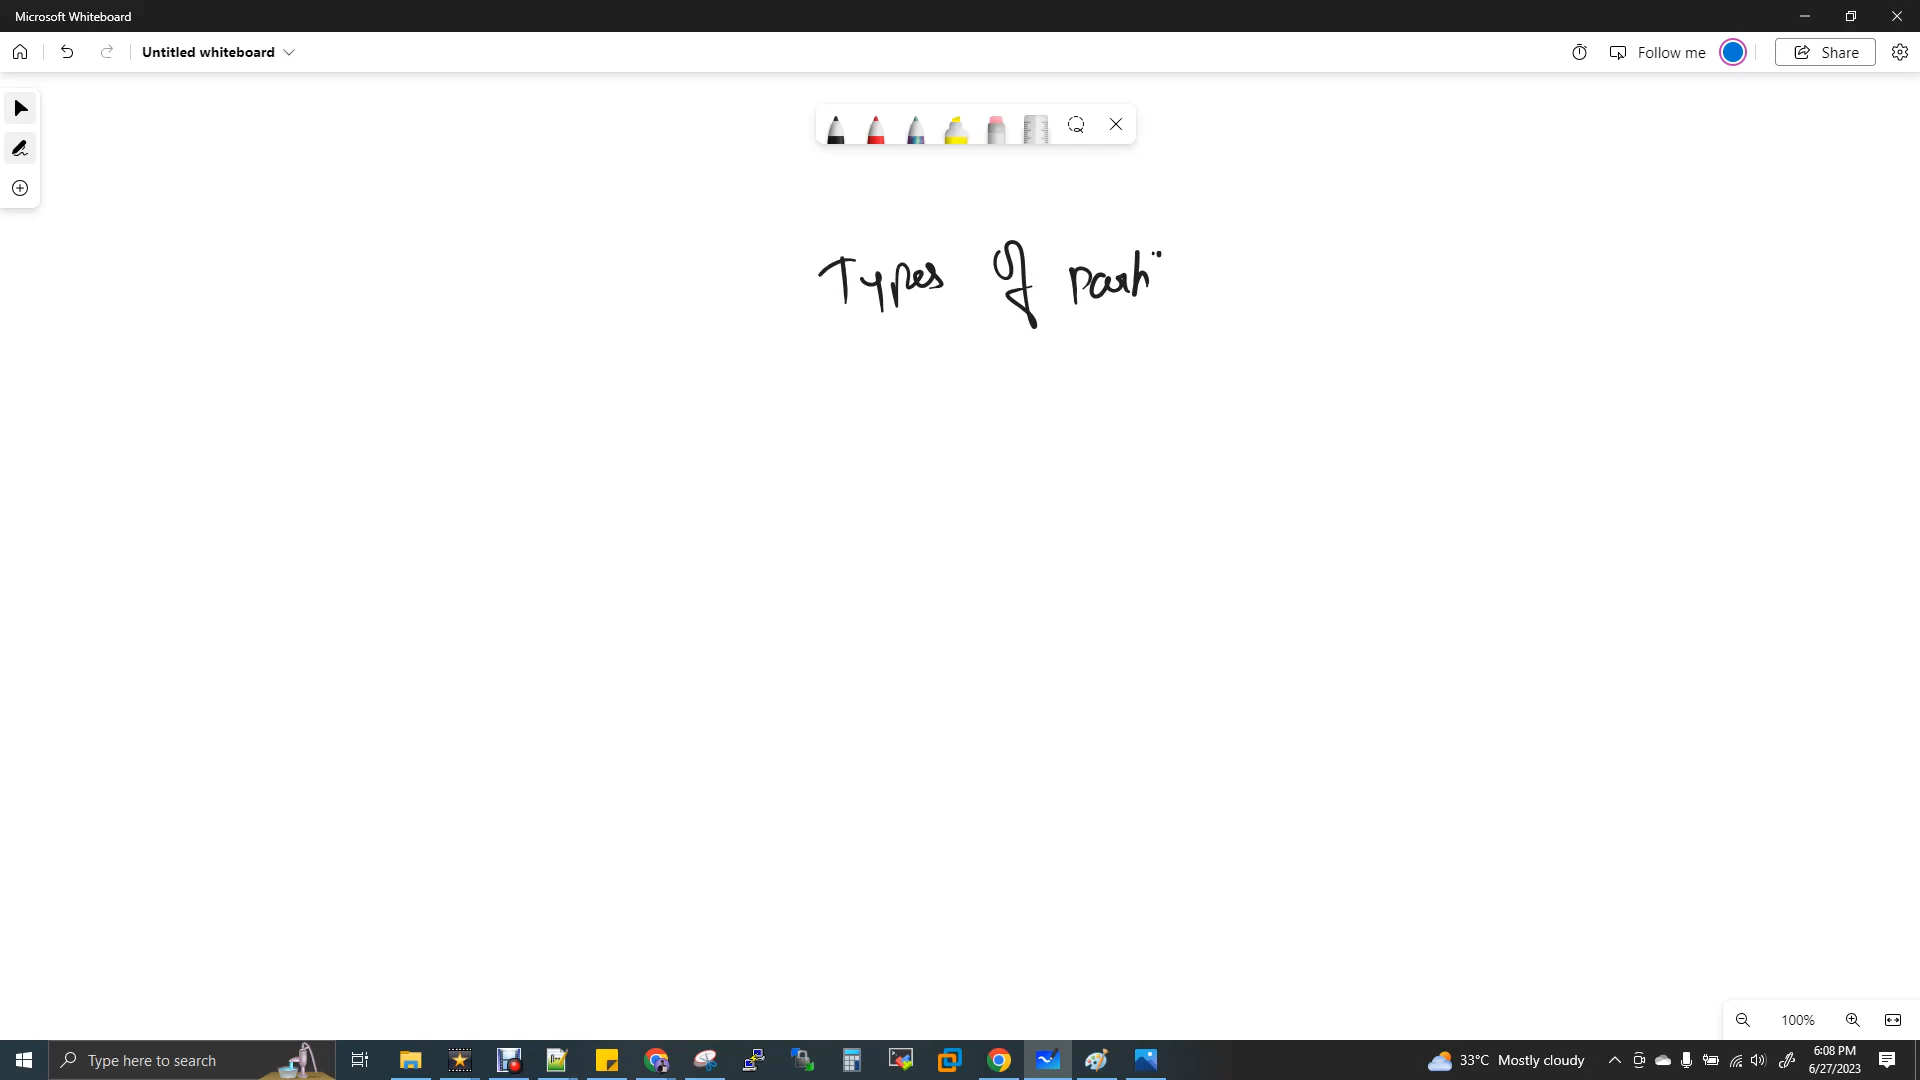 Microsoft Whiteboard
Untitled whiteboard
Follow me
Share
Types of parti
100%
Type here to search
33°C Mostly cloudy
6:08 PM
6/27/2023